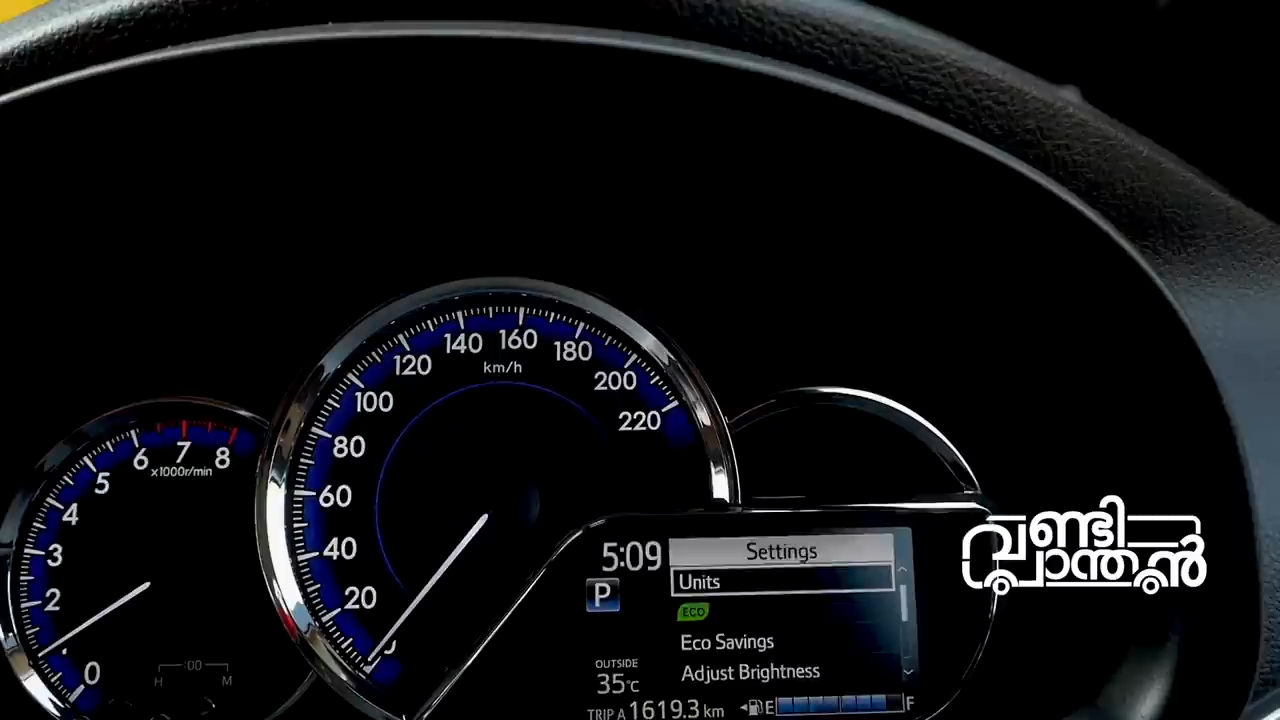 140 160 180
120 200
km/h
100 220
80
60
40
20
0
6 7 8
x1000r/min
5
4
3
2
0
:00
H M
5:09
Settings
Units
P
ECO
Eco Savings
Adjust Brightness
OUTSIDE
35°C
TRIP A 1619.3 km
E F
വണ്ടി
പ്രാന്തൻ